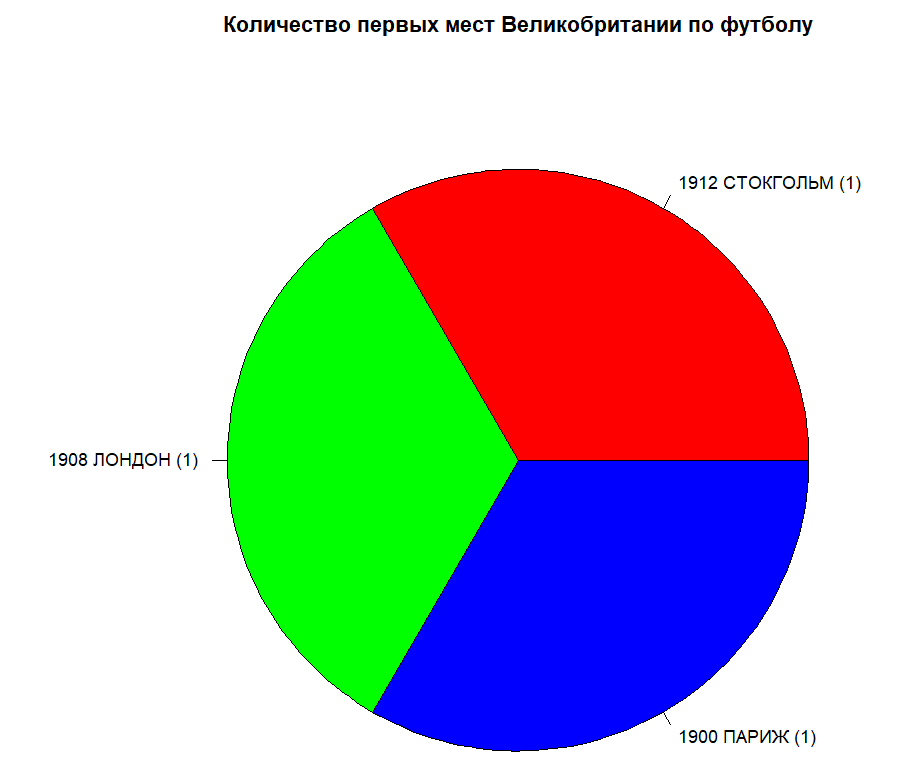 Количество первых мест Великобритании по футболу
1912 СТОКГОЛЬМ (1)
1908 ЛОНДОН (1)
1900 ПАРИЖ (1)